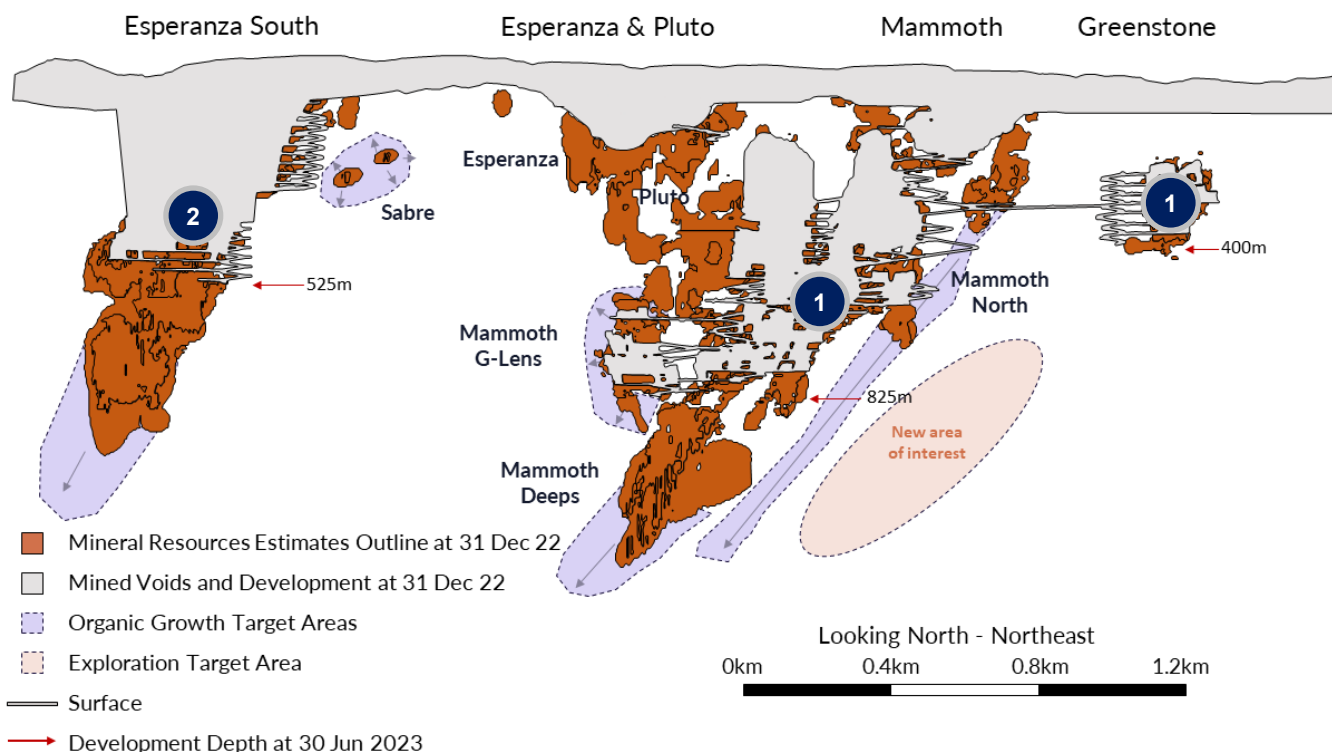 Esperanza South
Esperanza & Pluto
Mammoth
Greenstone
Esperanza
Pluto
Sabre
2
1
1
400m
525m
Mammoth
North
Mammoth
G-Lens
825m
New area
of interest
Mammoth
Deeps
Mineral Resources Estimates Outline at 31 Dec 22
Mined Voids and Development at 31 Dec 22
Organic Growth Target Areas
Exploration Target Area
Surface
Development Depth at 30 Jun 2023
Looking North - Northeast
0km 0.4km 0.8km 1.2km